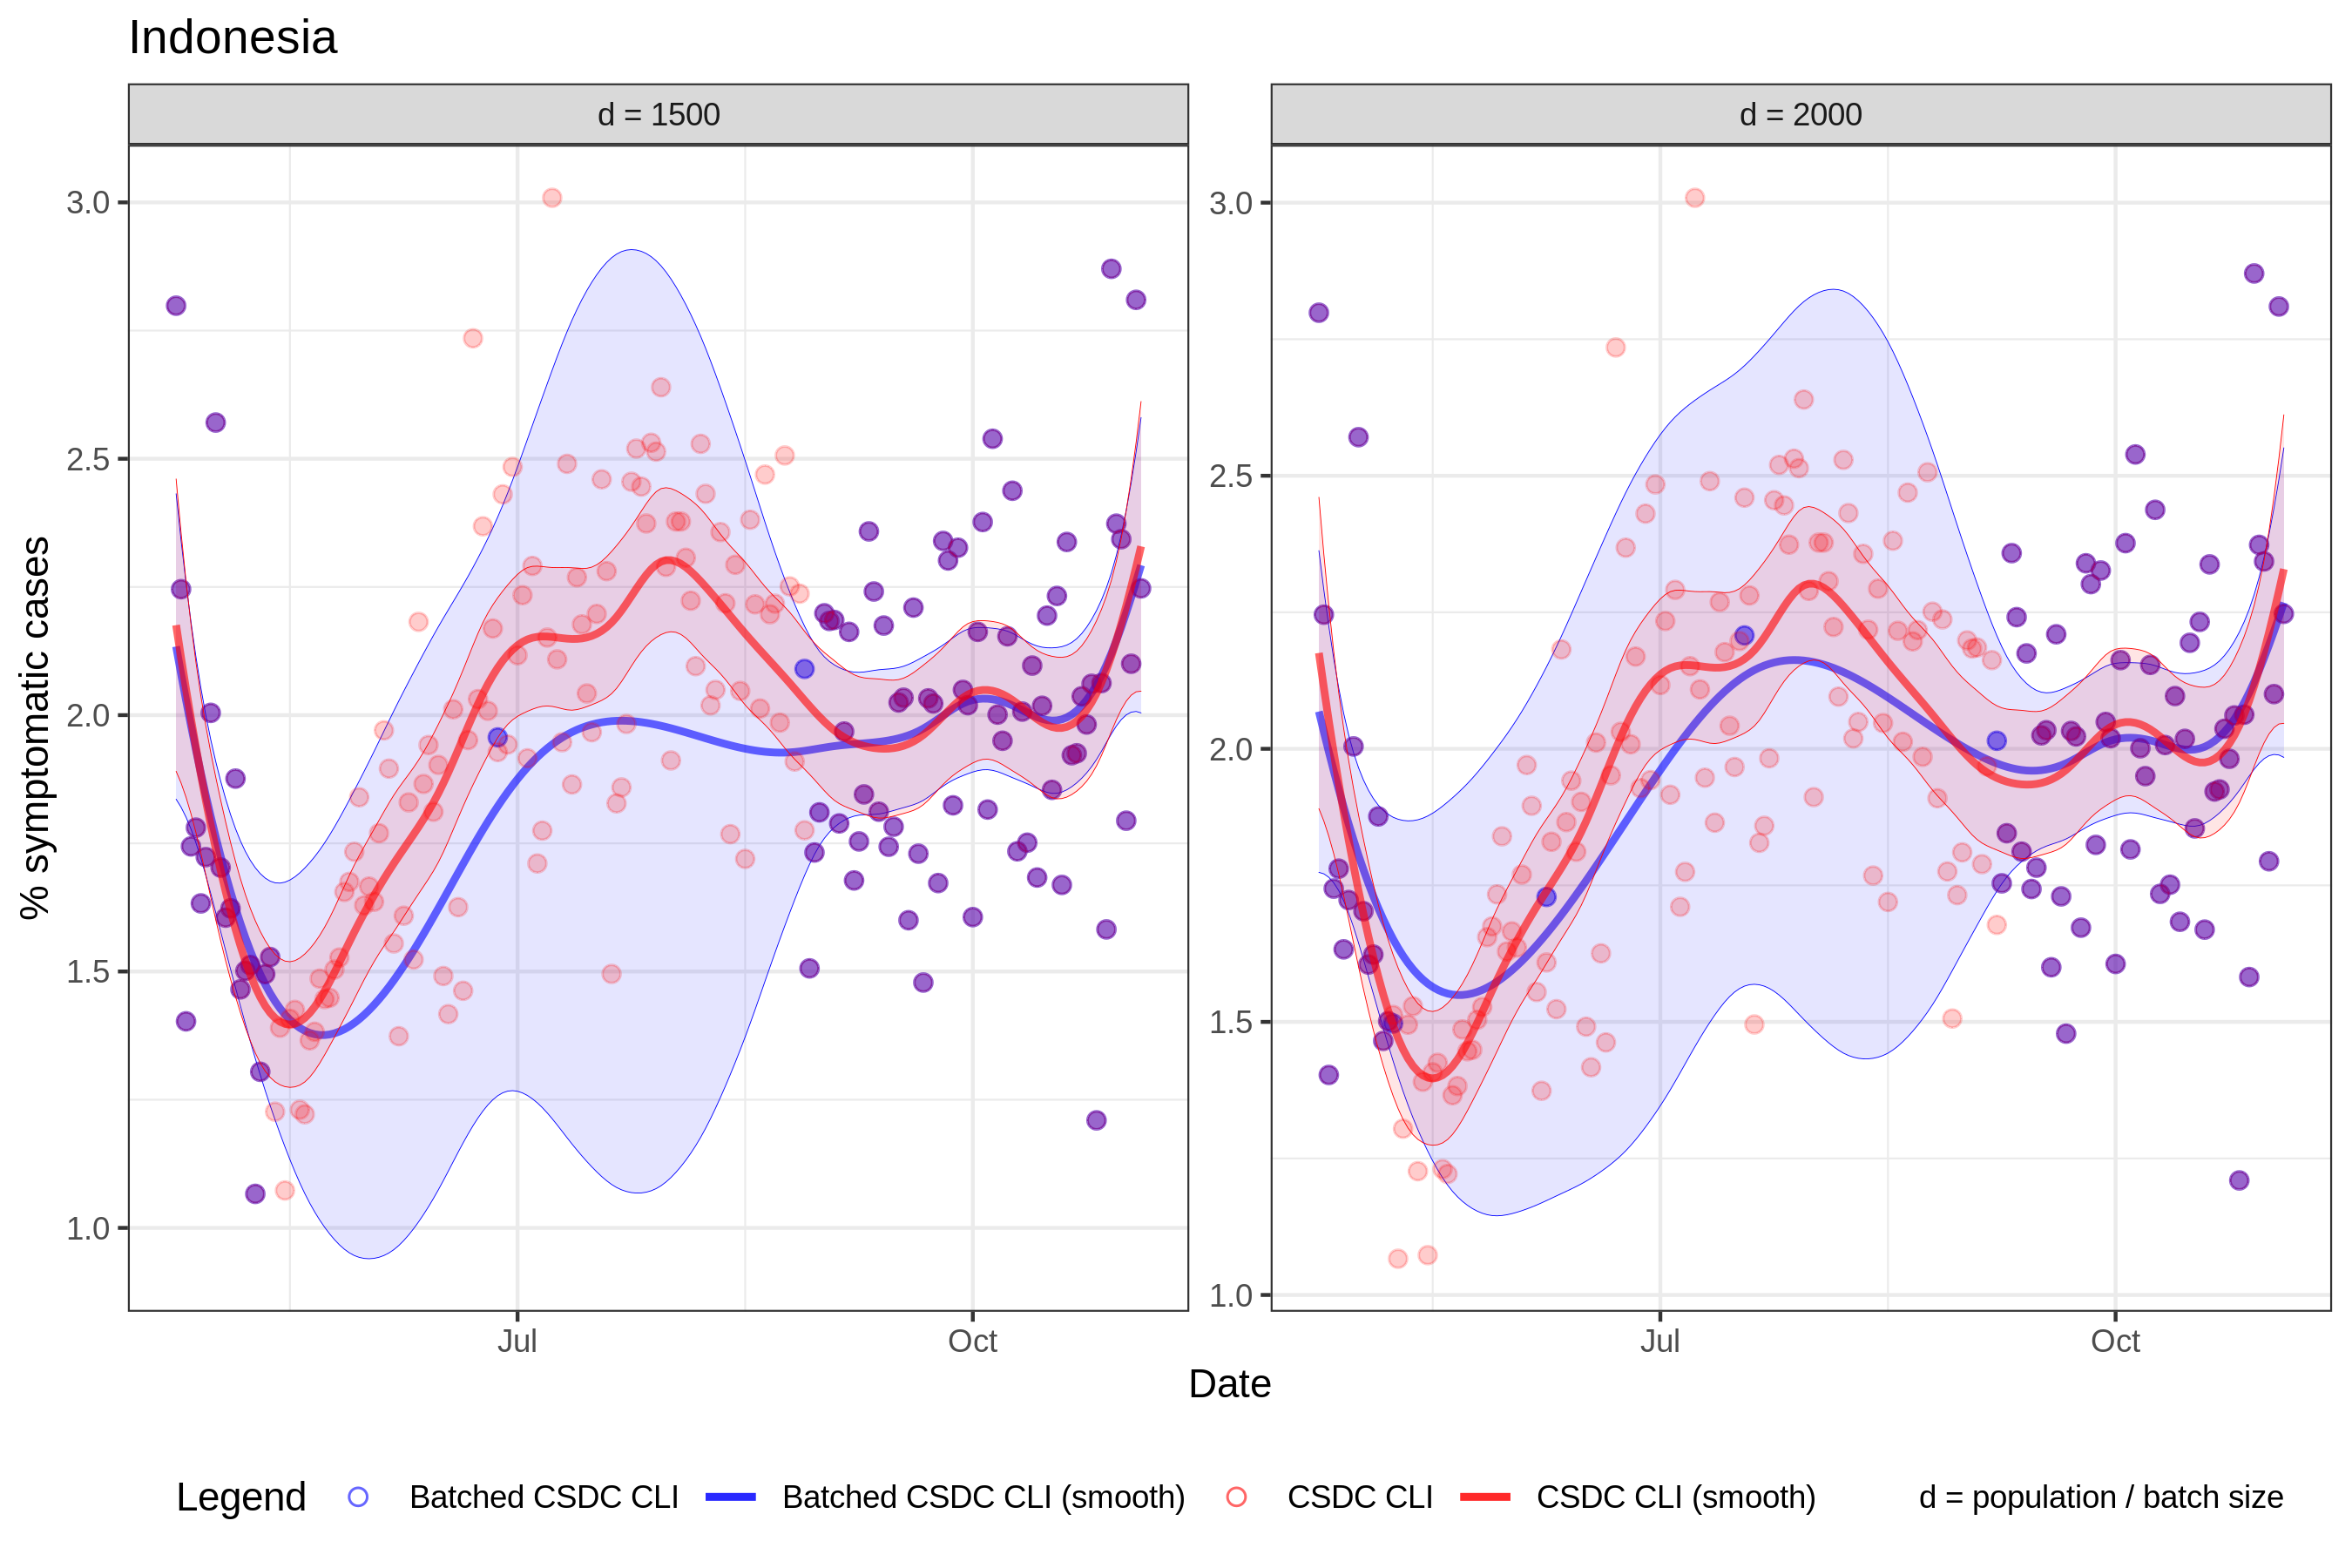 Indonesia
d = 1500
d = 2000
% symptomatic cases
3.0
2.5
2.0
1.5
1.0
3.0
2.5
2.0
1.5
1.0
Jul
Oct
Jul
Oct
Date
Legend
Batched CSDC CLI
Batched CSDC CLI (smooth)
CSDC CLI
CSDC CLI (smooth)
d = population / batch size